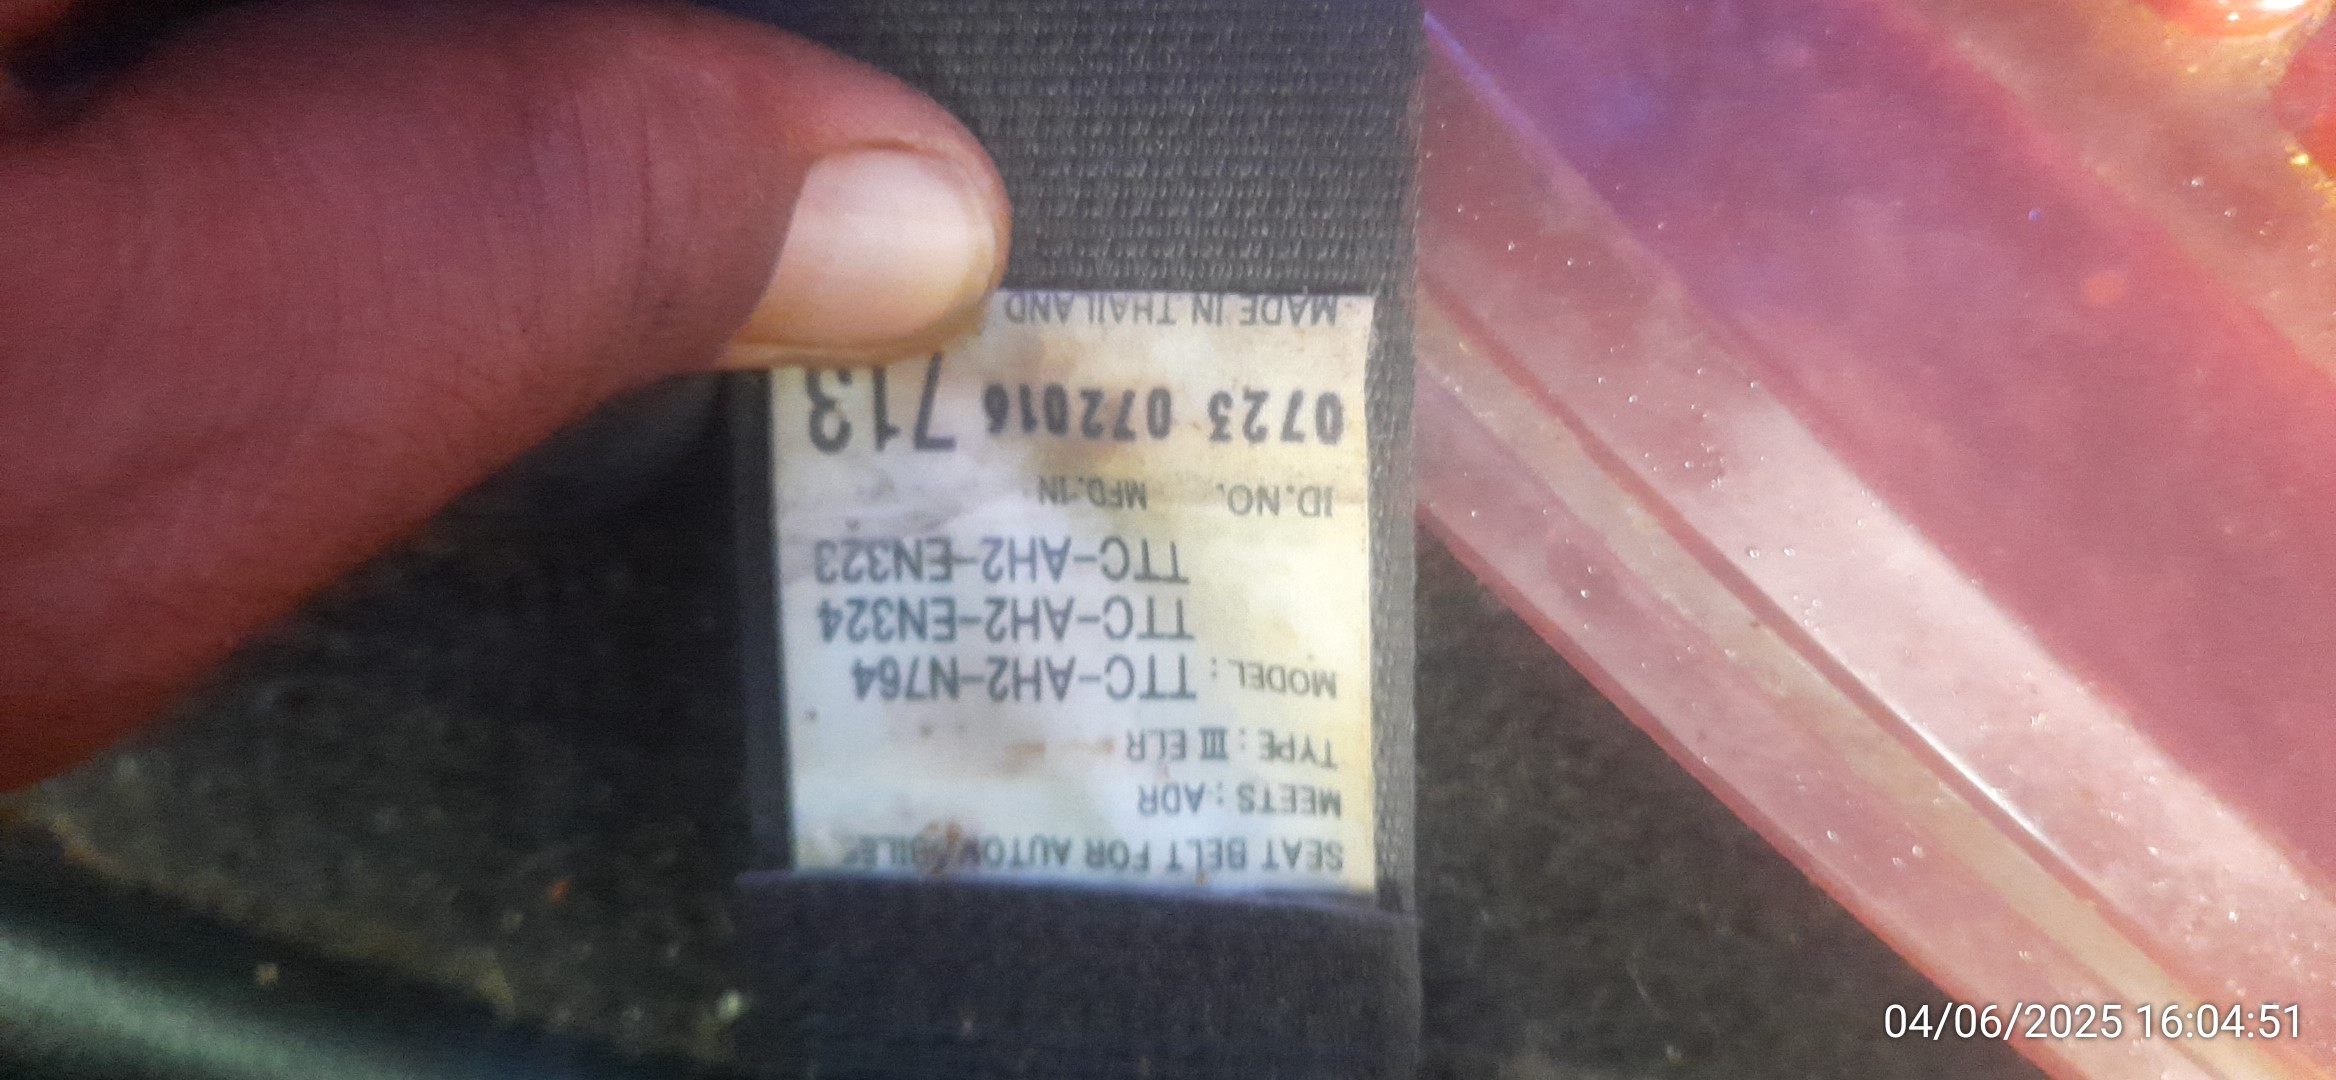 SEAT BELT FOR AUTOMOBILES
MEETS : ADR
TYPE : III ELR
MODEL : TTC-AH2-N764
TTC-AH2-EN324
TTC-AH2-EN323
ID.NO. MFD.IN
0723 072016 713
MADE IN THAILAND
04/06/2025 16:04:51